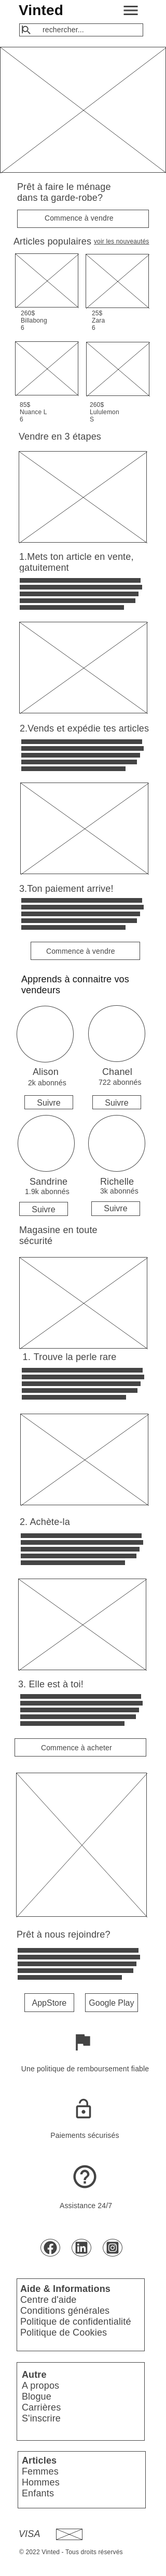 Vinted
rechercher...
Prêt à faire le ménage
dans ta garde-robe?
Commence à vendre
Articles populaires voir les nouveautés
260$
Billabong
6
25$
Zara
6
85$
Nuance L
6
260$
Lululemon
S
Vendre en 3 étapes
1.Mets ton article en vente,
gatuitement
2.Vends et expédie tes articles
3.Ton paiement arrive!
Commence à vendre
Apprends à connaitre vos
vendeurs
Alison
2k abonnés
Suivre
Chanel
722 abonnés
Suivre
Sandrine
1.9k abonnés
Suivre
Richelle
3k abonnés
Suivre
Magasine en toute
sécurité
1. Trouve la perle rare
2. Achète-la
3. Elle est à toi!
Commence à acheter
Prêt à nous rejoindre?
AppStore
Google Play
Une politique de remboursement fiable
Paiements sécurisés
Assistance 24/7
Aide & Informations
Centre d'aide
Conditions générales
Politique de confidentialité
Politique de Cookies
Autre
A propos
Blogue
Carrières
S'inscrire
Articles
Femmes
Hommes
Enfants
VISA
© 2022 Vinted - Tous droits réservés